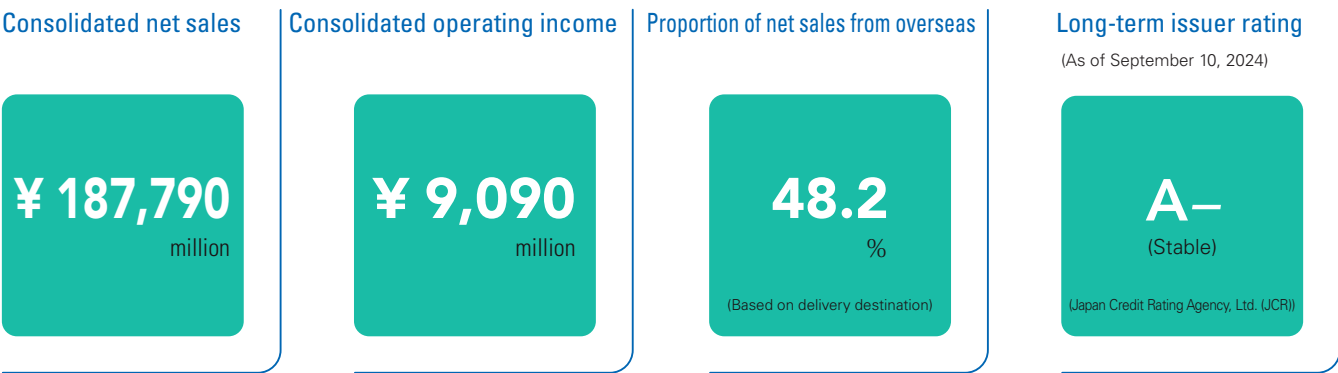 Consolidated net sales
¥ 187,790
million
Consolidated operating income
¥ 9,090
million
Proportion of net sales from overseas
48.2
%
(Based on delivery destination)
Long-term issuer rating
(As of September 10, 2024)
A–
(Stable)
(Japan Credit Rating Agency, Ltd. (JCR))